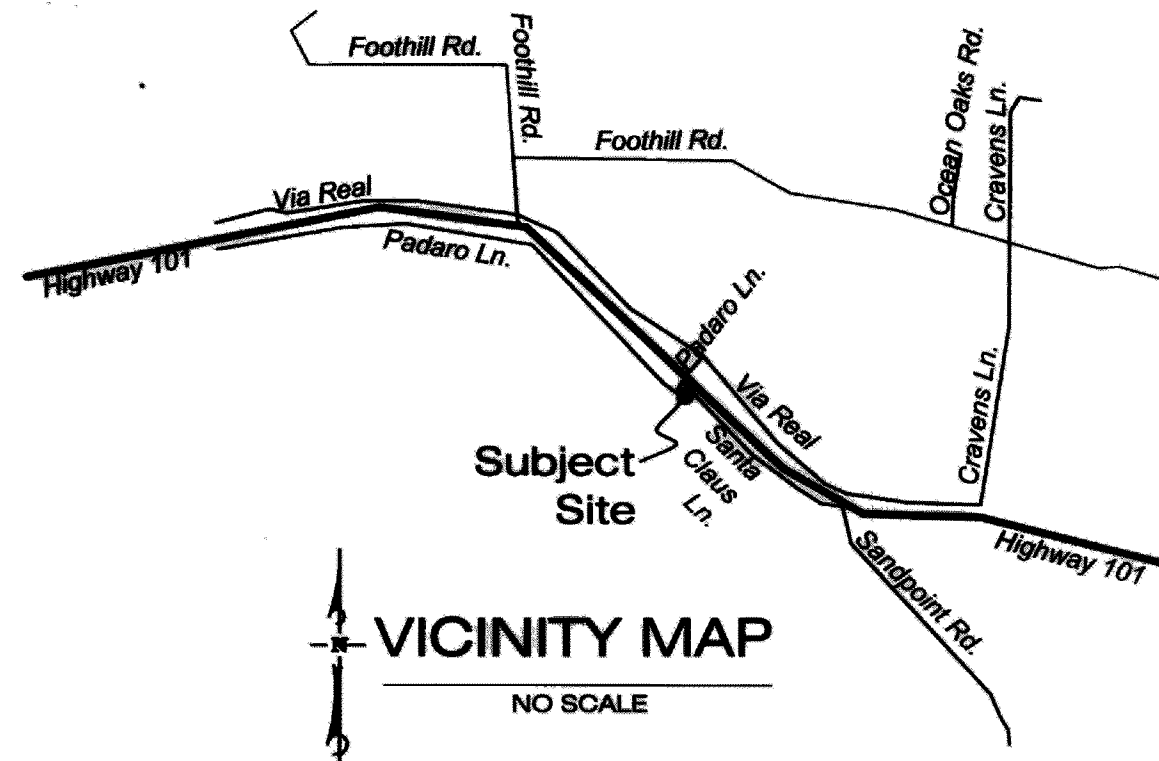 Foothill Rd.
Foothill Rd.
Foothill Rd.
Ocean Oaks Rd.
Cravens Ln.
Via Real
Padaro Ln.
Highway 101
Padaro Ln.
Via Real
Santa
Claus
Ln.
Cravens Ln.
Subject
Site
Highway 101
Sandpoint Rd.
N
VICINITY MAP
NO SCALE